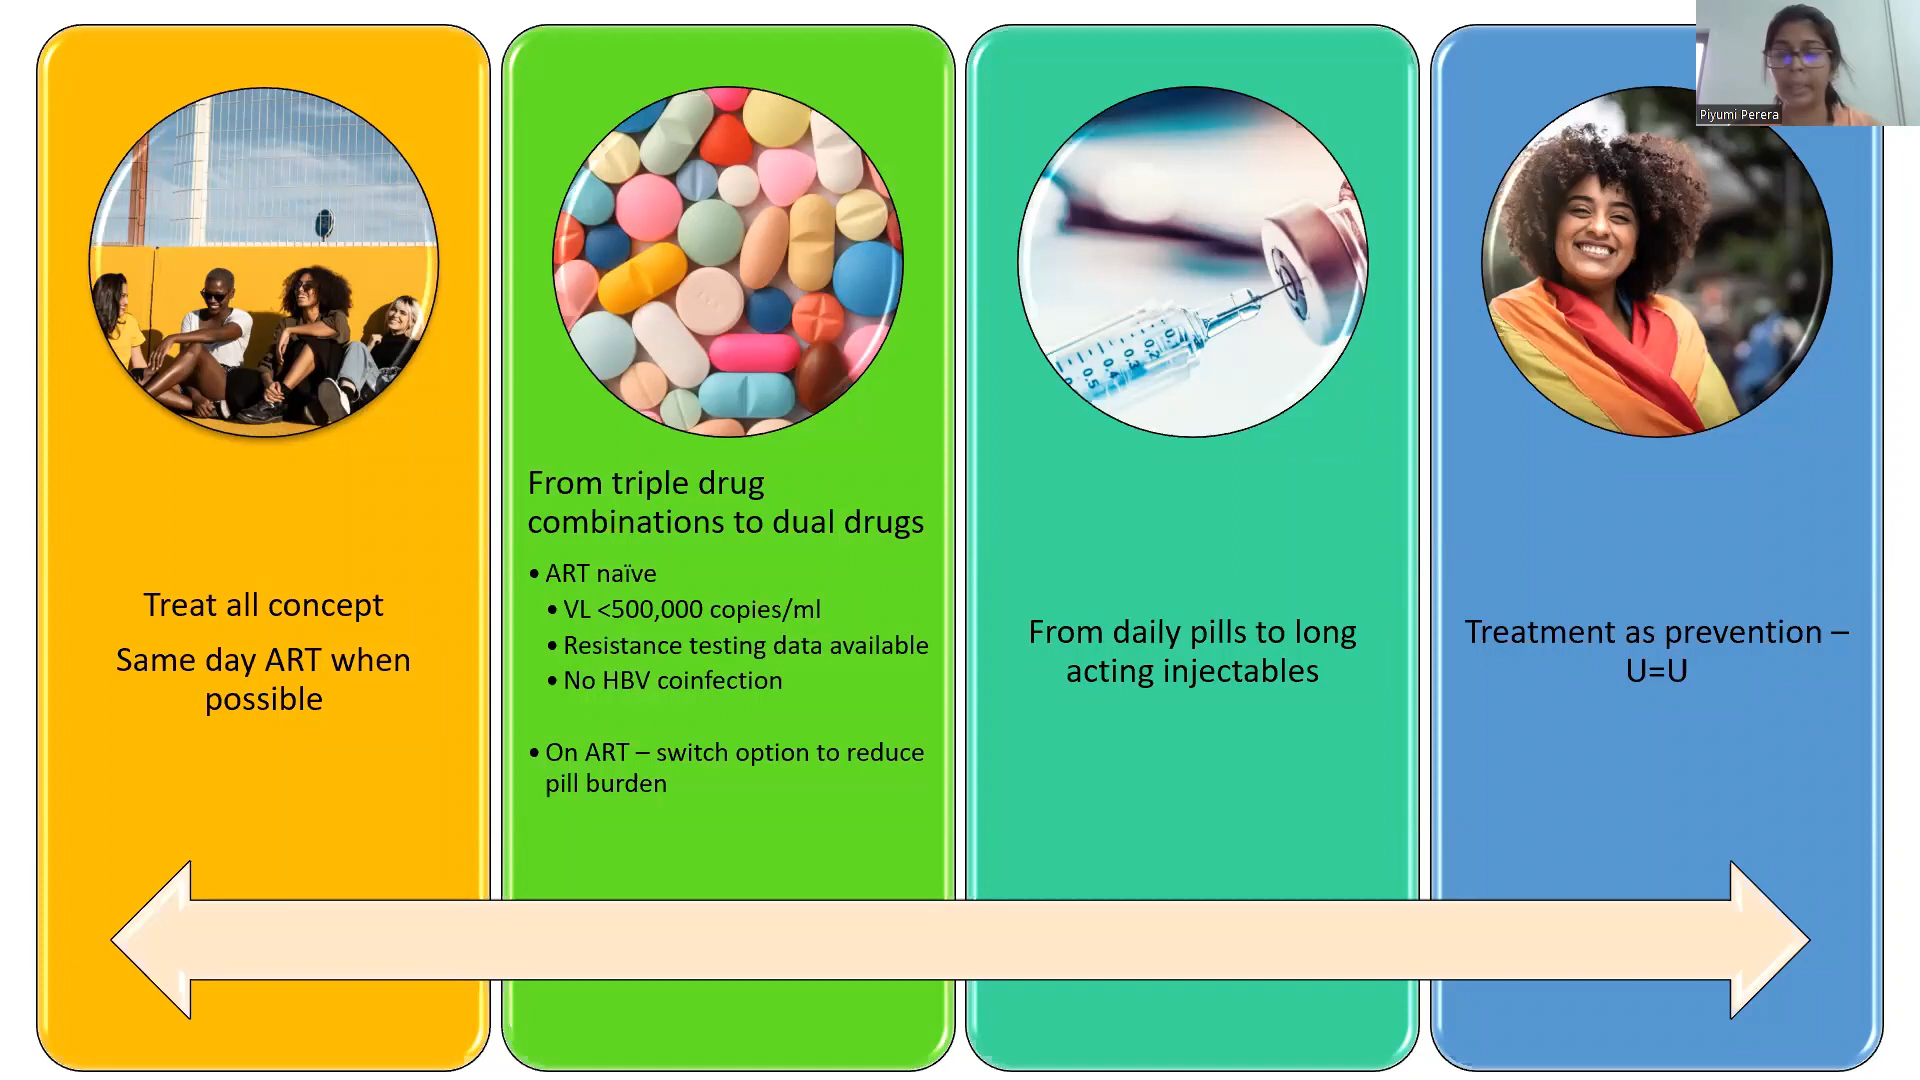 Piyumi Perera
Treat all concept
Same day ART when
possible
From triple drug
combinations to dual drugs
• ART naïve
• VL <500,000 copies/ml
• Resistance testing data available
• No HBV coinfection
• On ART – switch option to reduce
pill burden
From daily pills to long
acting injectables
Treatment as prevention –
U=U